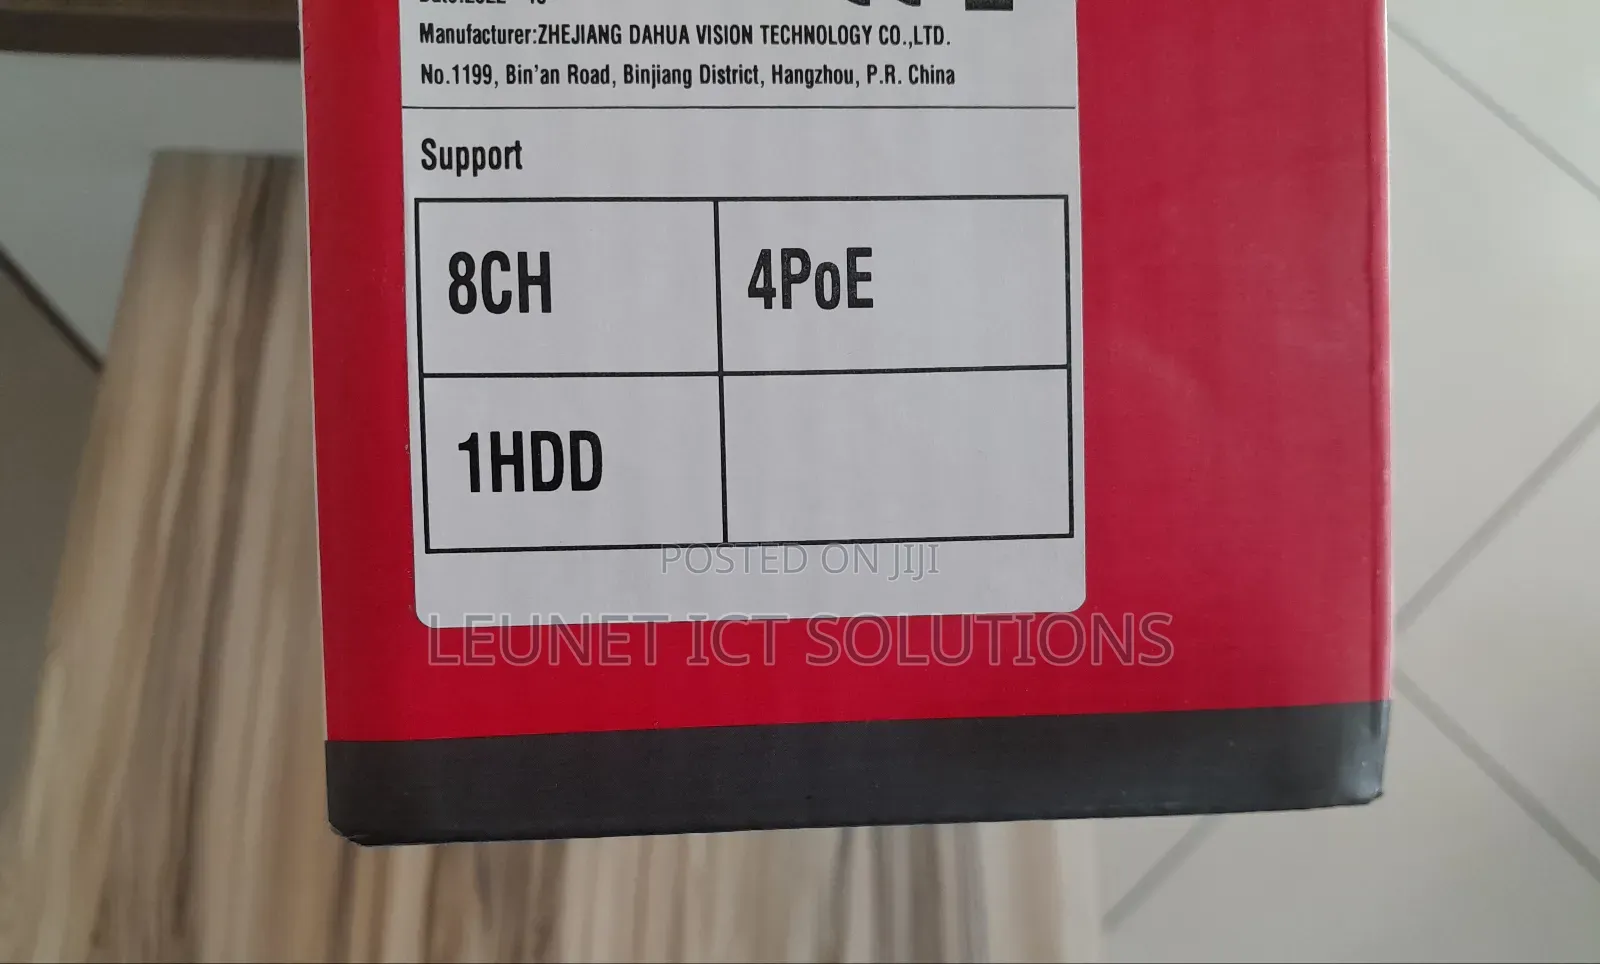 Manufacturer:ZHEJIANG DAHUA VISION TECHNOLOGY CO.,LTD.
No.1199, Bin'an Road, Binjiang District, Hangzhou, P.R. China
Support
8CH 4PoE
1HDD
POSTED ON JIJI
LEUNET ICT SOLUTIONS